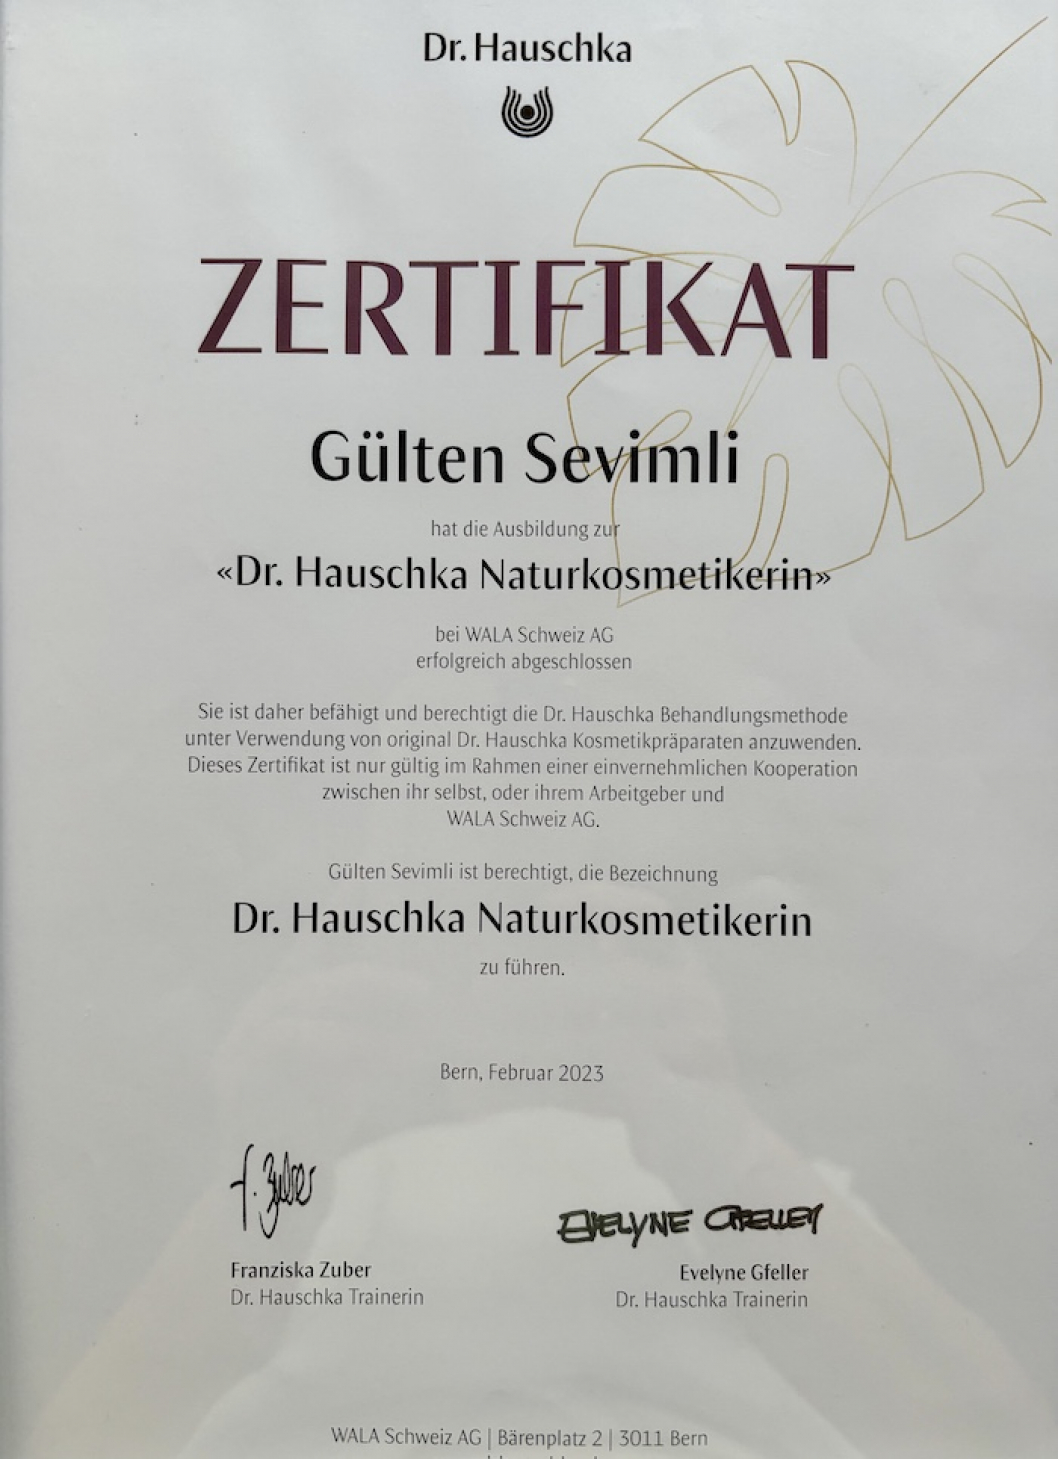 Dr. Hauschka
ZERTIFIKAT
Gülten Sevimli
hat die Ausbildung zur
«Dr. Hauschka Naturkosmetikerin»
bei WALA Schweiz AG
erfolgreich abgeschlossen
Sie ist daher befähigt und berechtigt die Dr. Hauschka Behandlungsmethode
unter Verwendung von original Dr. Hauschka Kosmetikpräparaten anzuwenden.
Dieses Zertifikat ist nur gültig im Rahmen einer einvernehmlichen Kooperation
zwischen ihr selbst, oder ihrem Arbeitgeber und
WALA Schweiz AG.
Gülten Sevimli ist berechtigt, die Bezeichnung
Dr. Hauschka Naturkosmetikerin
zu führen.
Bern, Februar 2023
f. Zuber
EVELYNE GFELLER
Franziska Zuber
Evelyne Gfeller
Dr. Hauschka Trainerin
Dr. Hauschka Trainerin
WALA Schweiz AG | Bärenplatz 2 | 3011 Bern